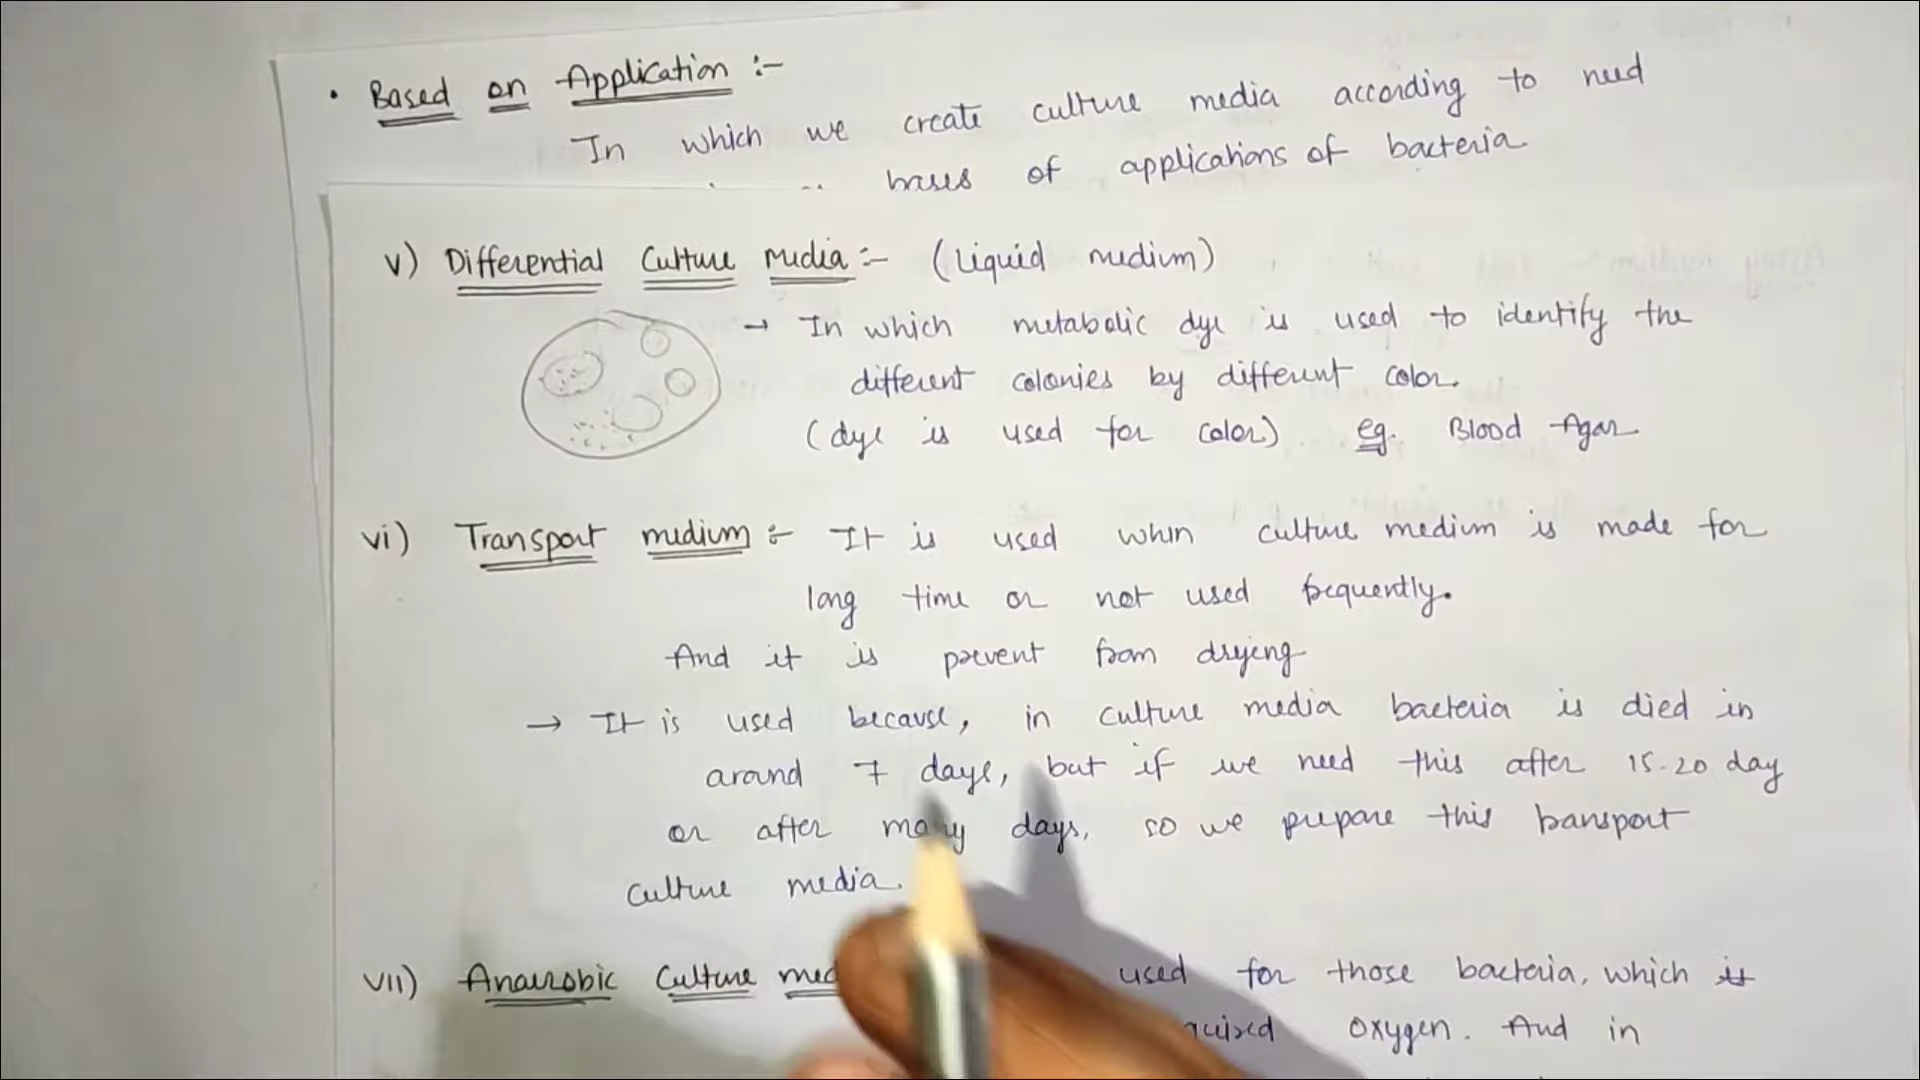 • Based on Application :-
In which we create culture media according to need
bases of applications of bacteria
v) Differential Culture Media :- (Liquid medium)
→ In which metabolic dye is used to identify the
different colonies by different color.
(dye is used for color) eg. Blood Agar
vi) Transport medium :- It is used when culture medium is made for
long time or not used frequently.
And it is prevent from drying
→ It is used because, in culture media bacteria is died in
around 7 days, but if we need this after 15-20 day
or after many days, so we prepare this transport
culture media.
vii) Anaerobic Culture med used for those bacteria, which is
quired oxygen. And in